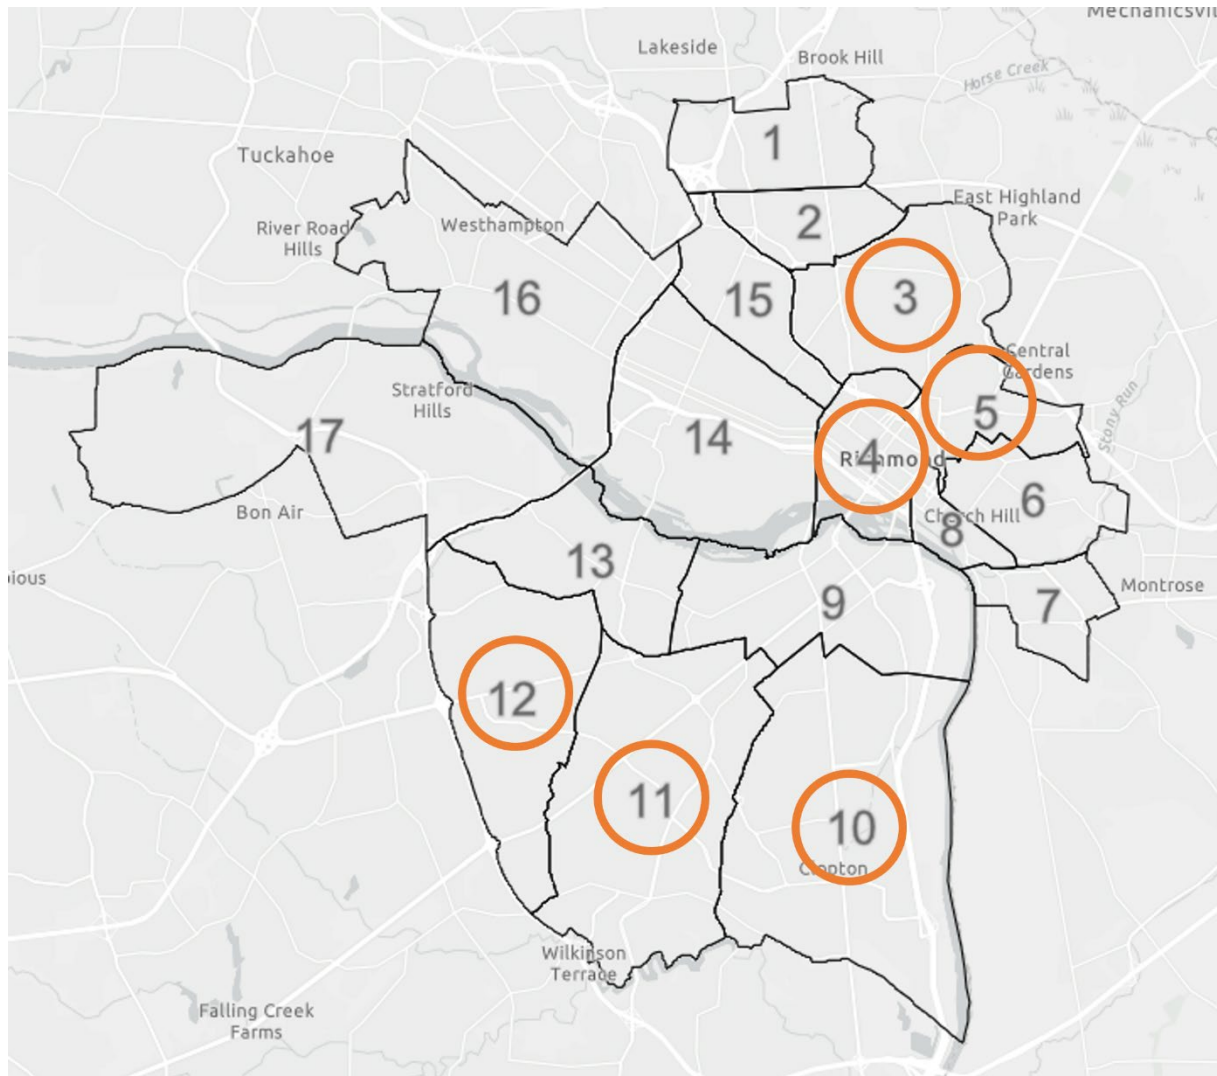 Mechanicsvil
Lakeside
Brook Hill
Horse Creek
1
Tuckahoe
East Highland
Park
2
River Road
Hills
Westhampton
16
15
3
Central
Gardens
Stony Run
Stratford
Hills
5
17
14
4
Richmond
Bon Air
6
Church Hill
8
13
pious
Montrose
9
7
12
11
10
Clopton
Wilkinson
Terrace
Falling Creek
Farms